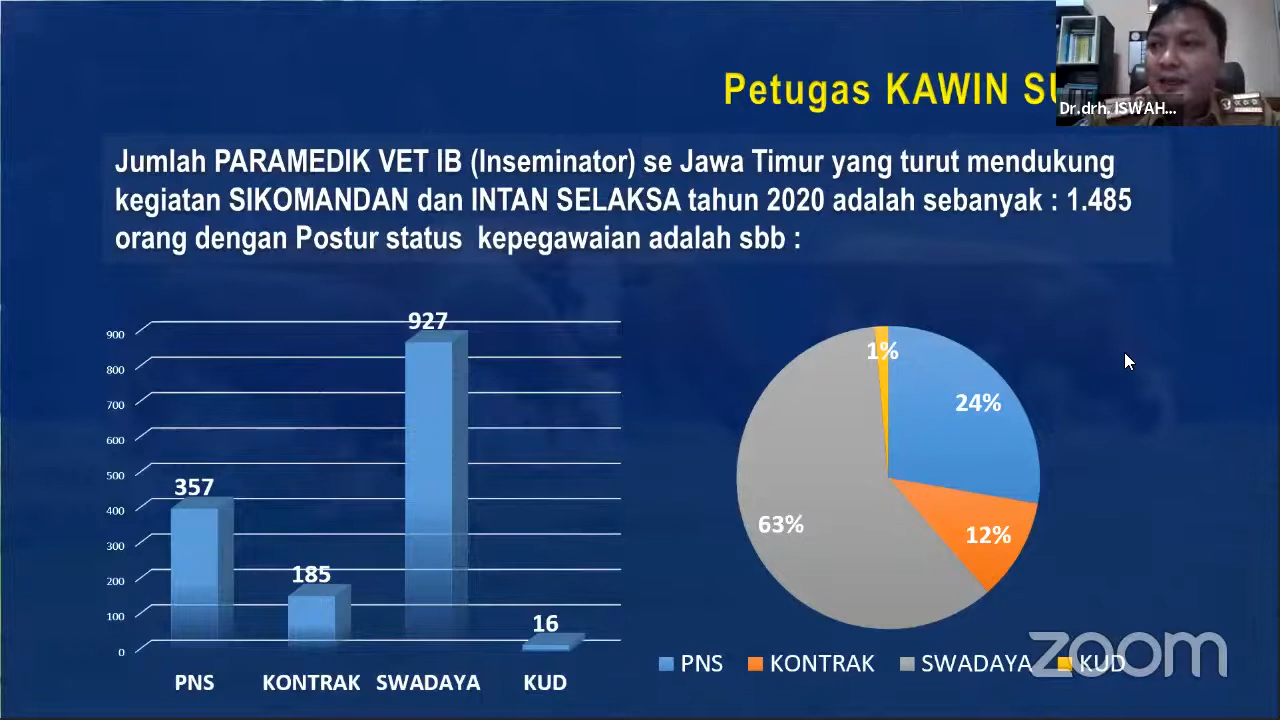 Petugas KAWIN SU
Dr.drh. ISWAH...
Jumlah PARAMEDIK VET IB (Inseminator) se Jawa Timur yang turut mendukung
kegiatan SIKOMANDAN dan INTAN SELAKSA tahun 2020 adalah sebanyak : 1.485
orang dengan Postur status kepegawaian adalah sbb :
900
800
700
600
500
400
300
200
100
0
357
185
927
16
PNS KONTRAK SWADAYA KUD
1%
24%
63%
12%
PNS KONTRAK SWADAYA KUD
zoom